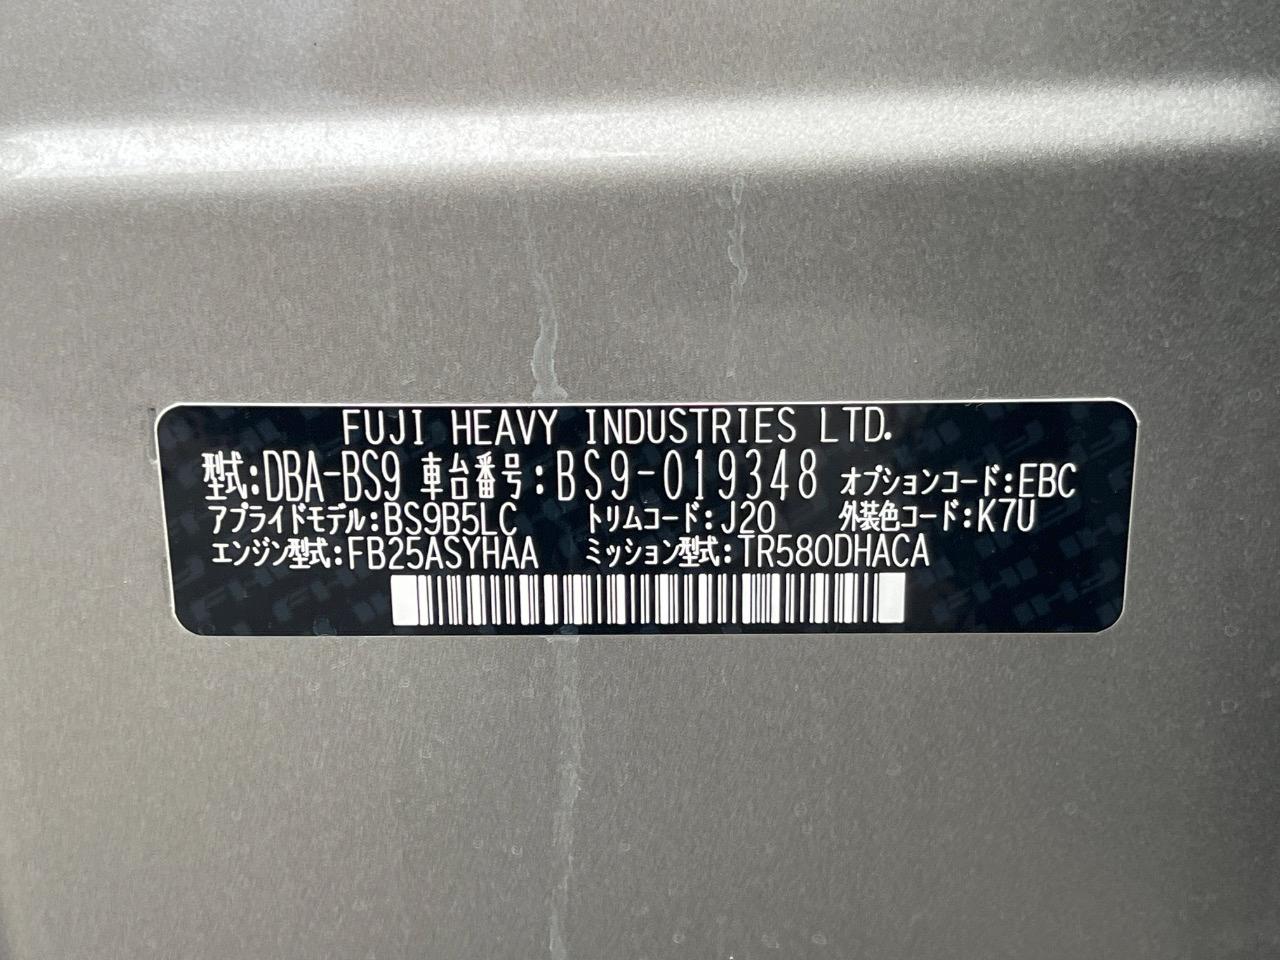 FUJI HEAVY INDUSTRIES LTD.
型式:DBA-BS9 車台番号:BS9-019348 オプションコード:EBC
アプライドモデル:BS9B5LC トリムコード:J20 外装色コード:K7U
エンジン型式:FB25ASYHAA ミッション型式:TR580DHACA